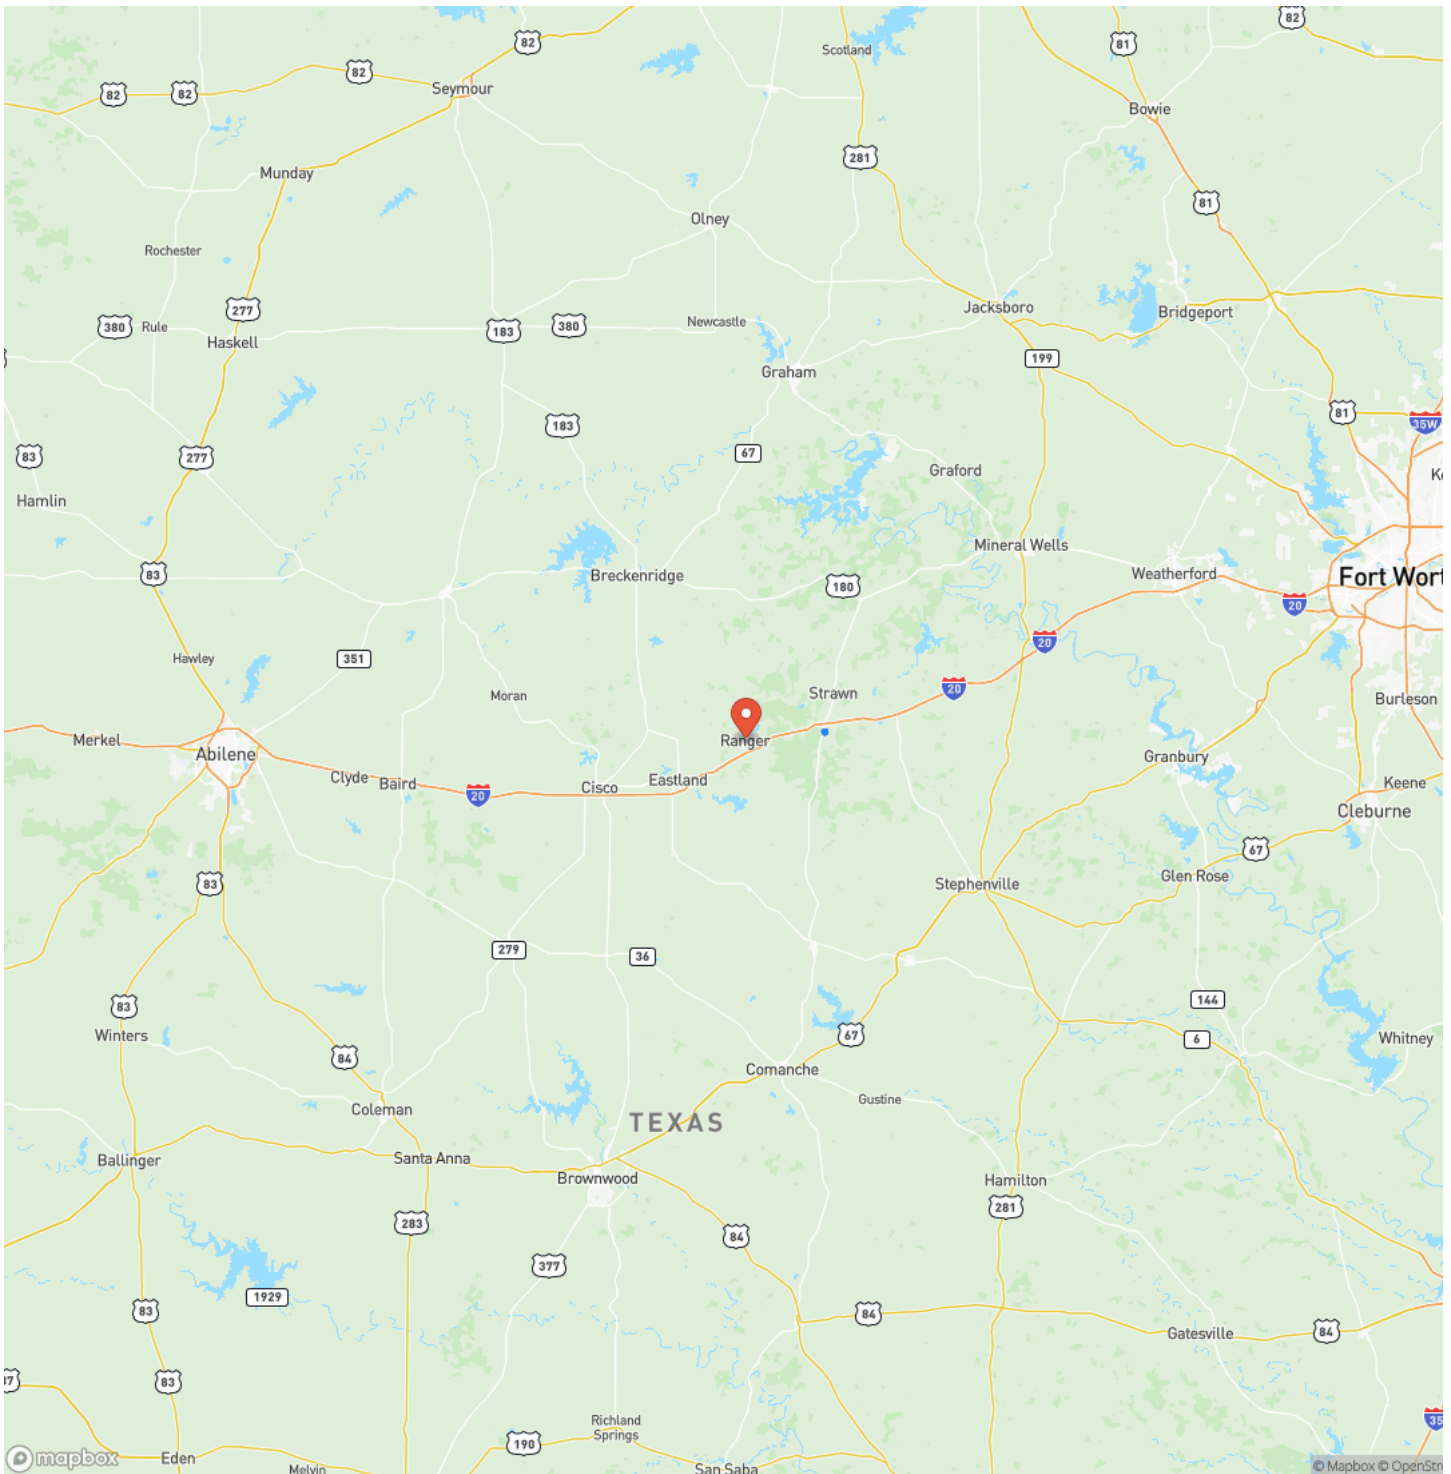 82
82
Scotland
81
82
82
82
Seymour
Bowie
281
Munday
81
Olney
Rochester
277
Jacksboro
Bridgeport
380
Rule
183
380
Newcastle
Haskell
199
Graham
81
35W
183
83
277
67
Graford
Hamlin
Mineral Wells
83
Breckenridge
180
Weatherford
Fort Wort
20
20
Hawley
351
20
Moran
Strawn
Burleson
Merkel
Abilene
Ranger
Granbury
Clyde
Baird
20
Cisco
Eastland
Keene
Cleburne
67
83
Stephenville
Glen Rose
279
36
83
144
Winters
84
67
6
Whitney
Comanche
Gustine
Coleman
TEXAS
Ballinger
Santa Anna
Brownwood
Hamilton
281
283
84
377
1929
83
84
Gatesville
84
83
Richland
Springs
35
190
mapbox
Eden
Melvin
San Saba
© Mapbox © OpenStre